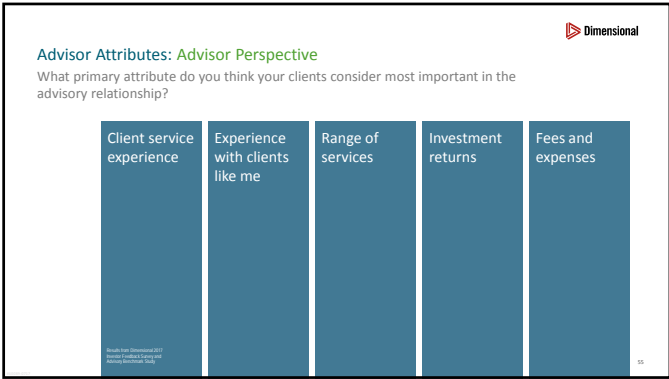 Dimensional
Advisor Attributes: Advisor Perspective
What primary attribute do you think your clients consider most important in the
advisory relationship?
Client service
experience
Experience
with clients
like me
Range of
services
Investment
returns
Fees and
expenses
Results from Dimensional 2017
Investor Feedback Survey and
Advisory Benchmark Study.
55